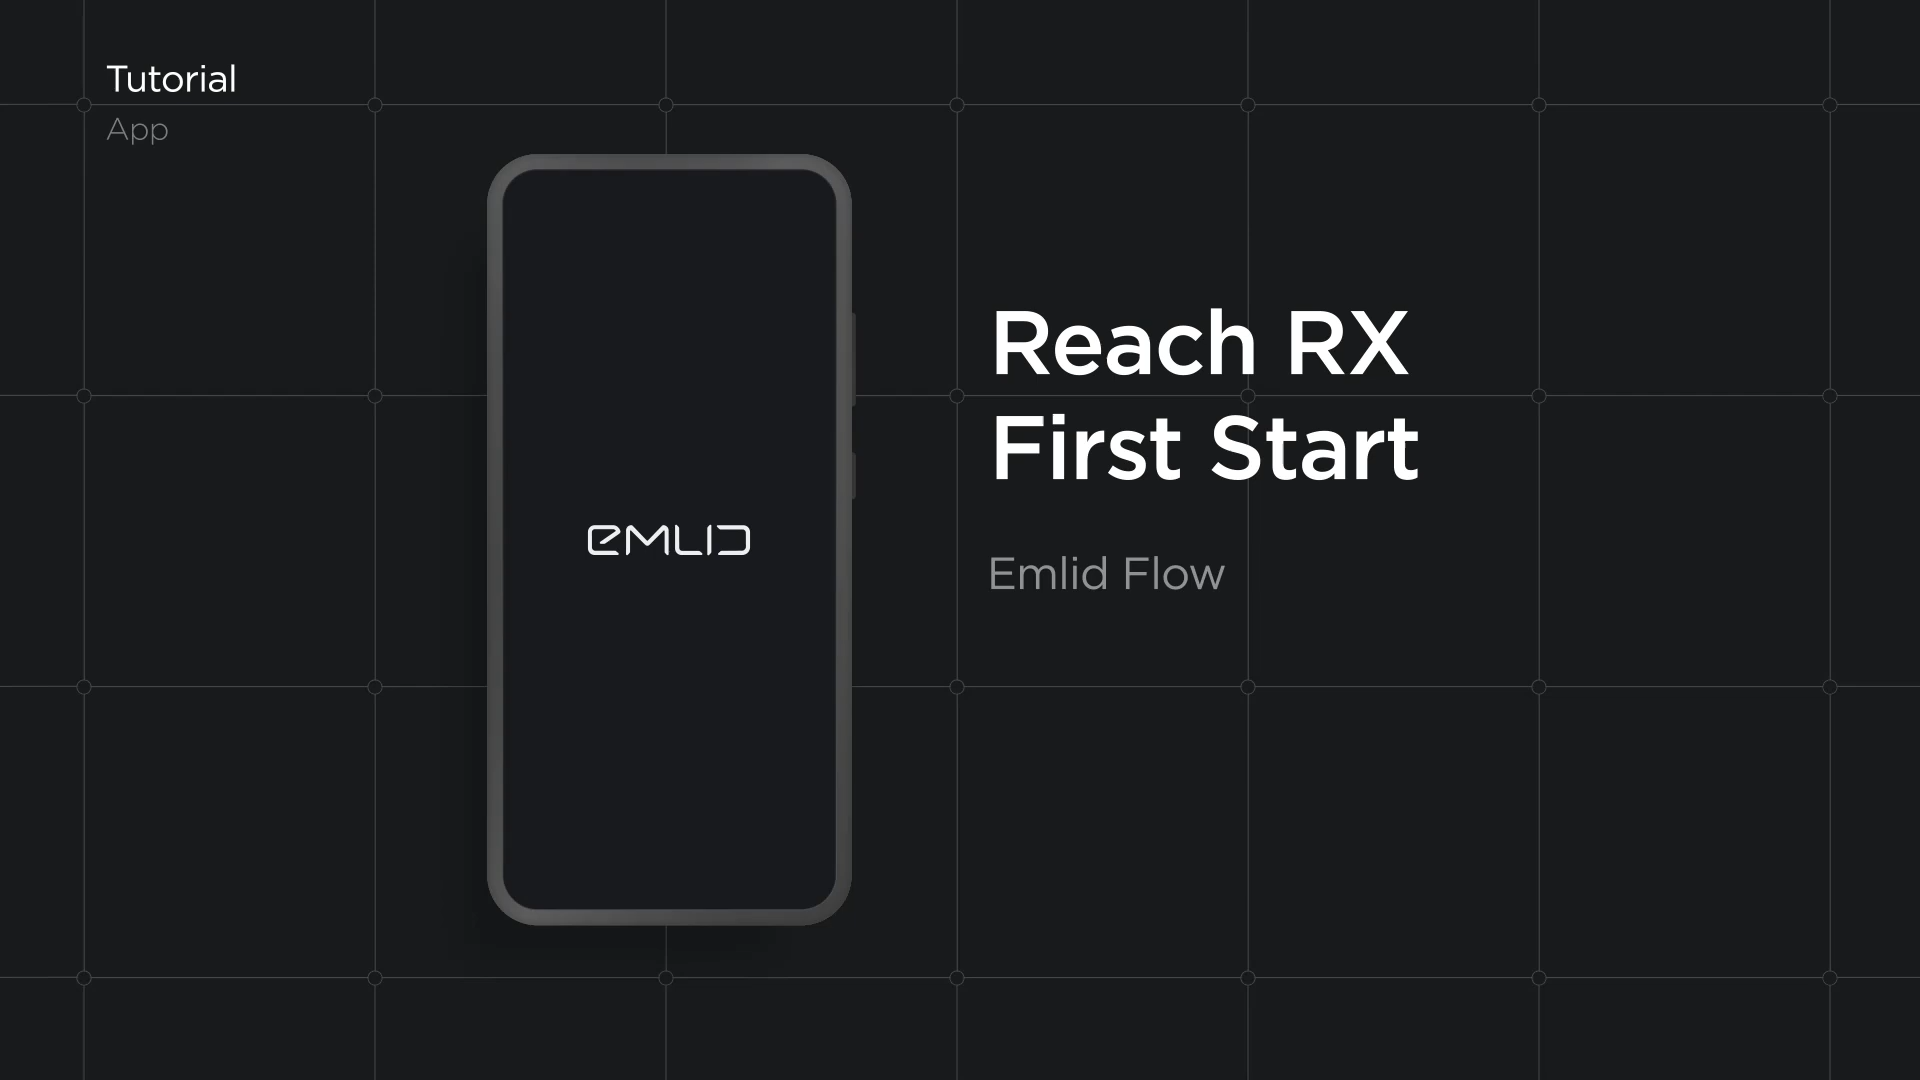 Tutorial
App
EMLID
Reach RX
First Start
Emlid Flow